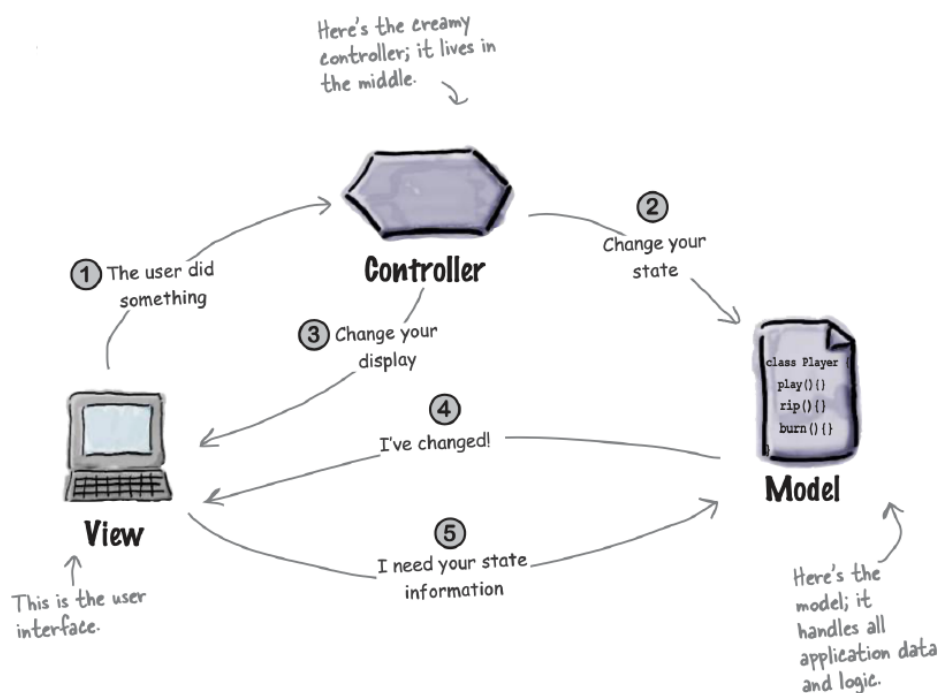 Here's the creamy
controller; it lives in
the middle.
Controller
1 The user did
something
2
Change your
state
3 Change your
display
4
I've changed!
5
I need your state
information
View
This is the user
interface.
class Player {
play(){}
rip(){}
burn(){}
}
Model
Here's the
model; it
handles all
application data
and logic.